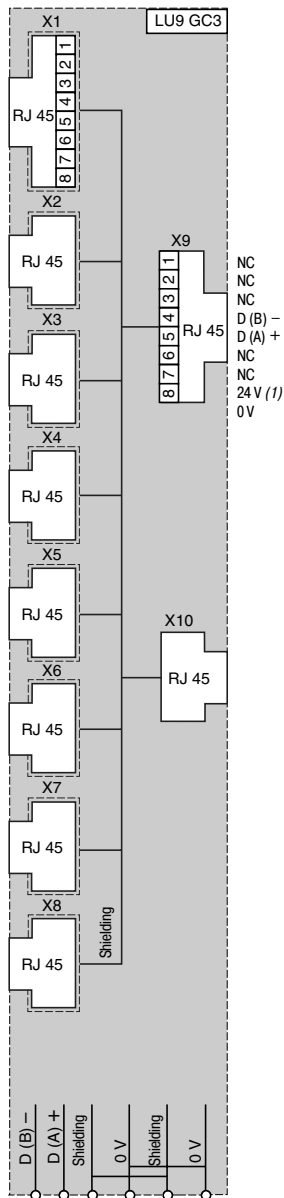 LU9 GC3
X1
RJ 45
1
2
3
4
5
6
7
8
X2
RJ 45
X3
RJ 45
X4
RJ 45
X5
RJ 45
X6
RJ 45
X7
RJ 45
X8
RJ 45
Shielding
X9
RJ 45
1
2
3
4
5
6
7
8
NC
NC
NC
D (B) −
D (A) +
NC
NC
24 V (1)
0 V
X10
RJ 45
D (B) −
D (A) +
Shielding
0 V
Shielding
0 V